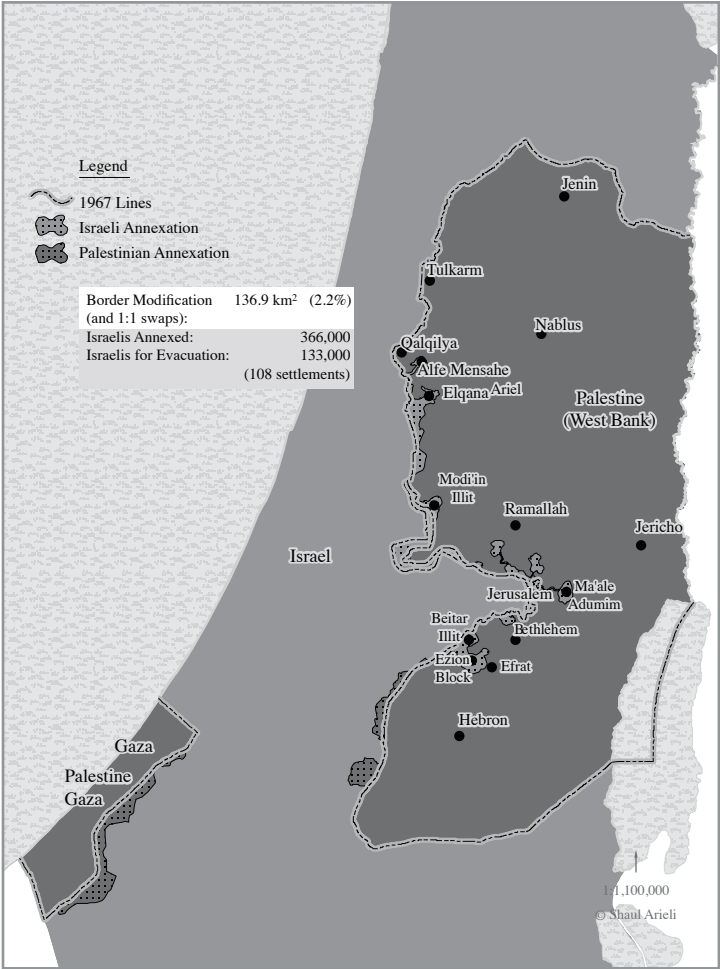 Legend
1967 Lines
Israeli Annexation
Palestinian Annexation
Border Modification 136.9 km² (2.2%)
(and 1:1 swaps):
Israelis Annexed: 366,000
Israelis for Evacuation: 133,000
(108 settlements)
Jenin
Tulkarm
Nablus
Qalqilya
Alfe Mensahe
Elqana
Ariel
Palestine
(West Bank)
Modi'in
Illit
Ramallah
Jericho
Israel
Jerusalem
Ma'ale
Adumim
Beitar
Illit
Bethlehem
Ezion
Block
Efrat
Hebron
Gaza
Palestine
Gaza
1:1,100,000
© Shaul Arieli